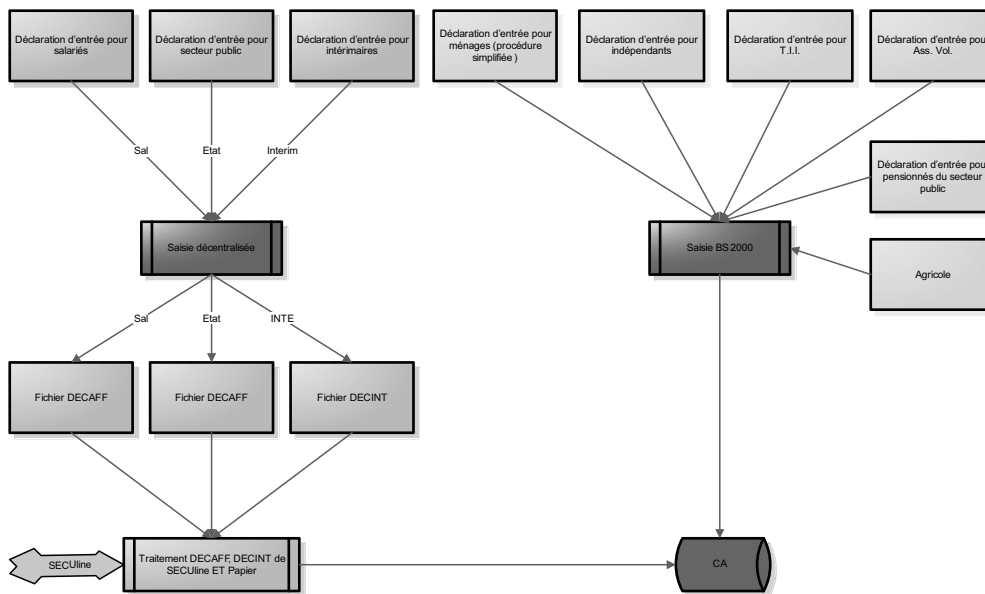 Déclaration d'entrée pour
salariés
Déclaration d'entrée pour
secteur public
Déclaration d'entrée pour
intérimaires
Déclaration d'entrée pour
ménages (procédure
simplifiée )
Déclaration d'entrée pour
indépendants
Déclaration d'entrée pour
T.I.I.
Déclaration d'entrée pour
Ass. Vol.
Sal
Etat
Interim
Déclaration d'entrée pour
pensionnés du secteur
public
Saisie décentralisée
Saisie BS 2000
Agricole
Sal
Etat
INTE
Fichier DECAFF
Fichier DECAFF
Fichier DECINT
SECUline
Traitement DECAFF, DECINT de
SECUline ET Papier
CA